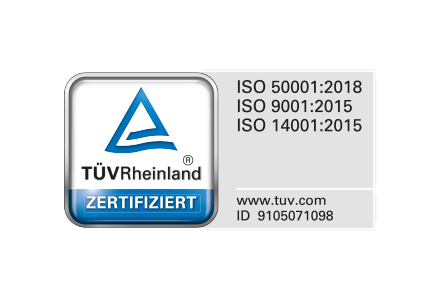 TÜVRheinland®
ZERTIFIZIERT
ISO 50001:2018
ISO 9001:2015
ISO 14001:2015
www.tuv.com
ID 9105071098